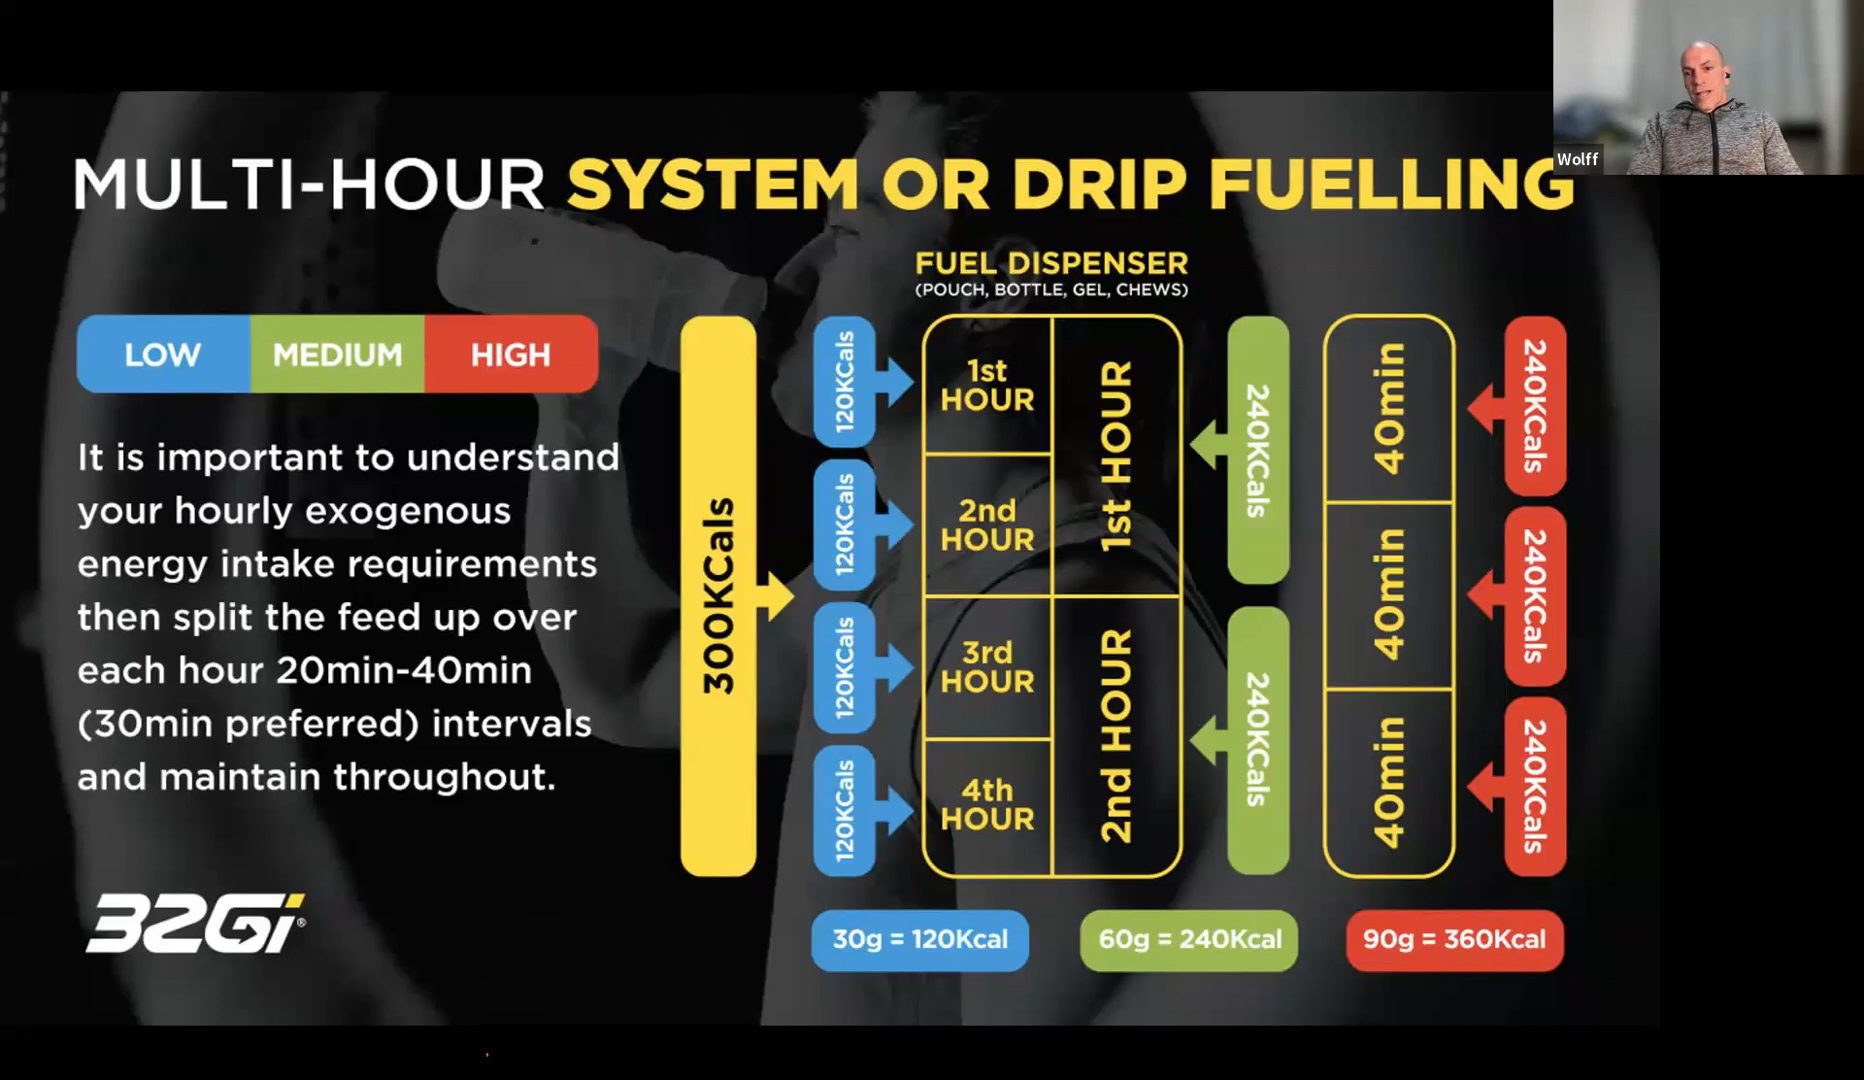 Wolff
MULTI-HOUR SYSTEM OR DRIP FUELLING
FUEL DISPENSER
(POUCH, BOTTLE, GEL, CHEWS)
LOW MEDIUM HIGH
It is important to understand
your hourly exogenous
energy intake requirements
then split the feed up over
each hour 20min-40min
(30min preferred) intervals
and maintain throughout.
300KCals
120KCals
120KCals
120KCals
120KCals
1st
HOUR
2nd
HOUR
3rd
HOUR
4th
HOUR
1st HOUR
2nd HOUR
240KCals
240KCals
40min
40min
40min
240KCals
240KCals
240KCals
32Gi®
30g = 120Kcal
60g = 240Kcal
90g = 360Kcal